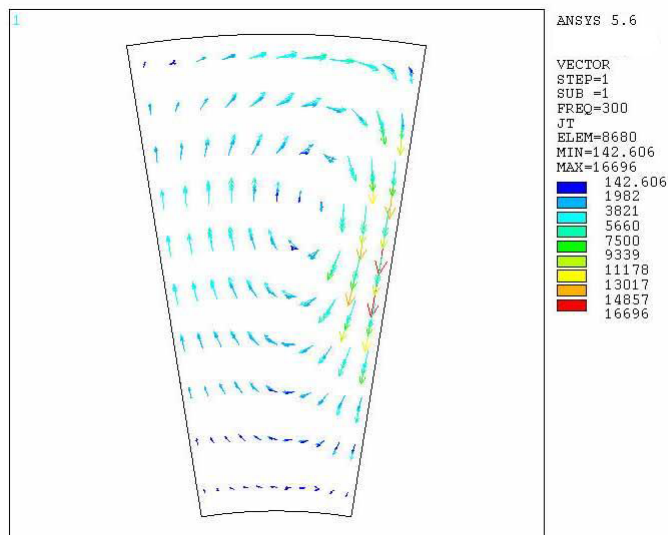 1
ANSYS 5.6
VECTOR
STEP=1
SUB =1
FREQ=300
JT
ELEM=8680
MIN=142.606
MAX=16696
142.606
1982
3821
5660
7500
9339
11178
13017
14857
16696